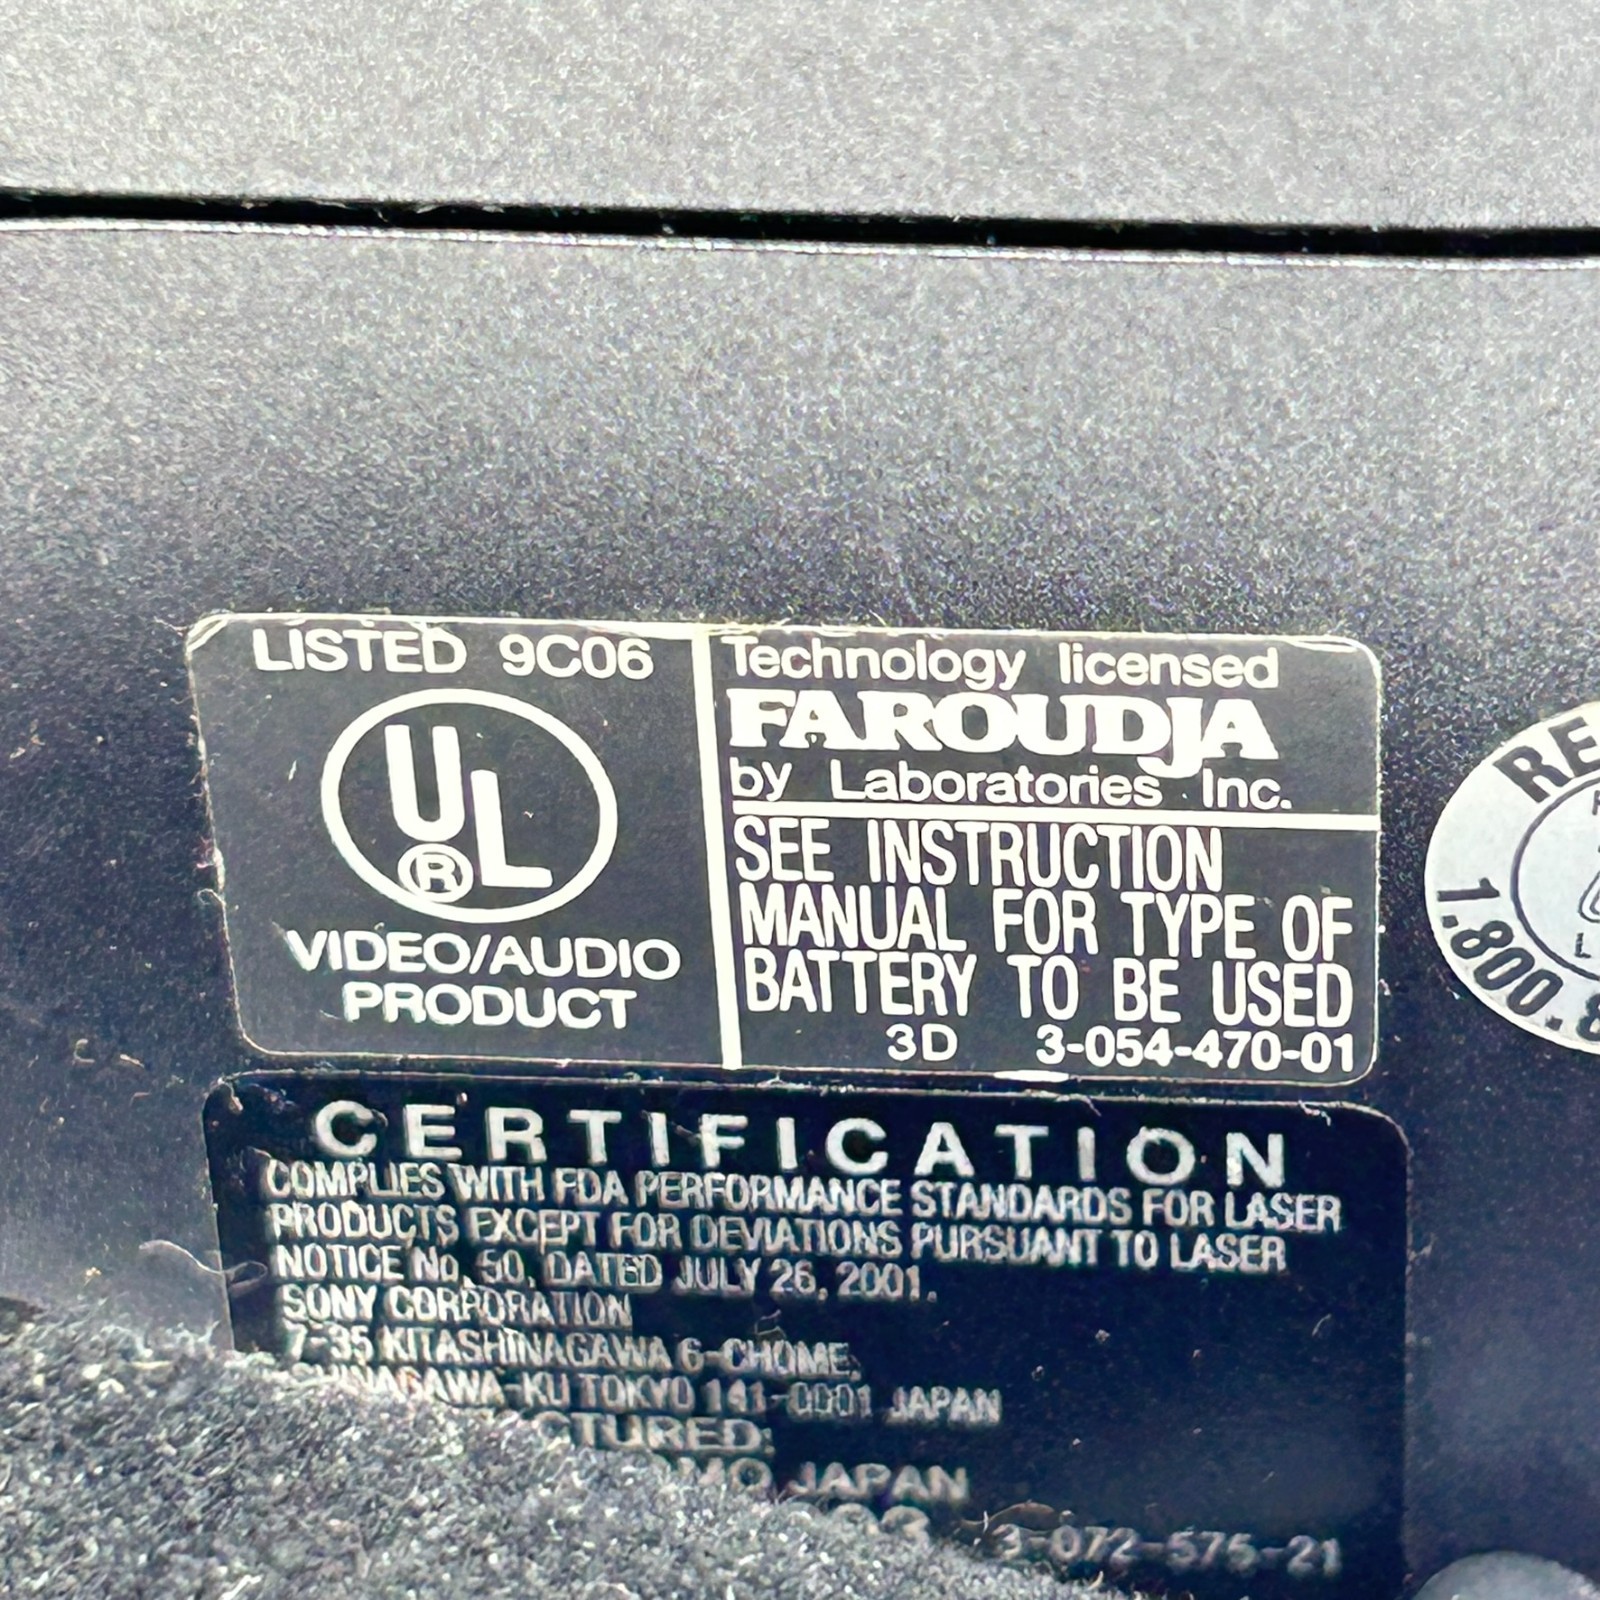 LISTED 9C06
UL
®
VIDEO/AUDIO
PRODUCT
Technology licensed
FAROUDJA
by Laboratories Inc.
SEE INSTRUCTION
MANUAL FOR TYPE OF
BATTERY TO BE USED
3D 3-054-470-01
CERTIFICATION
COMPLIES WITH FDA PERFORMANCE STANDARDS FOR LASER
PRODUCTS EXCEPT FOR DEVIATIONS PURSUANT TO LASER
NOTICE No. 50, DATED JULY 26, 2001.
SONY CORPORATION
7-35 KITASHINAGAWA 6-CHOME,
SHINAGAWA-KU TOKYO 141-0001 JAPAN
CTURED:
JAPAN
3-072-575-21
1.800.8